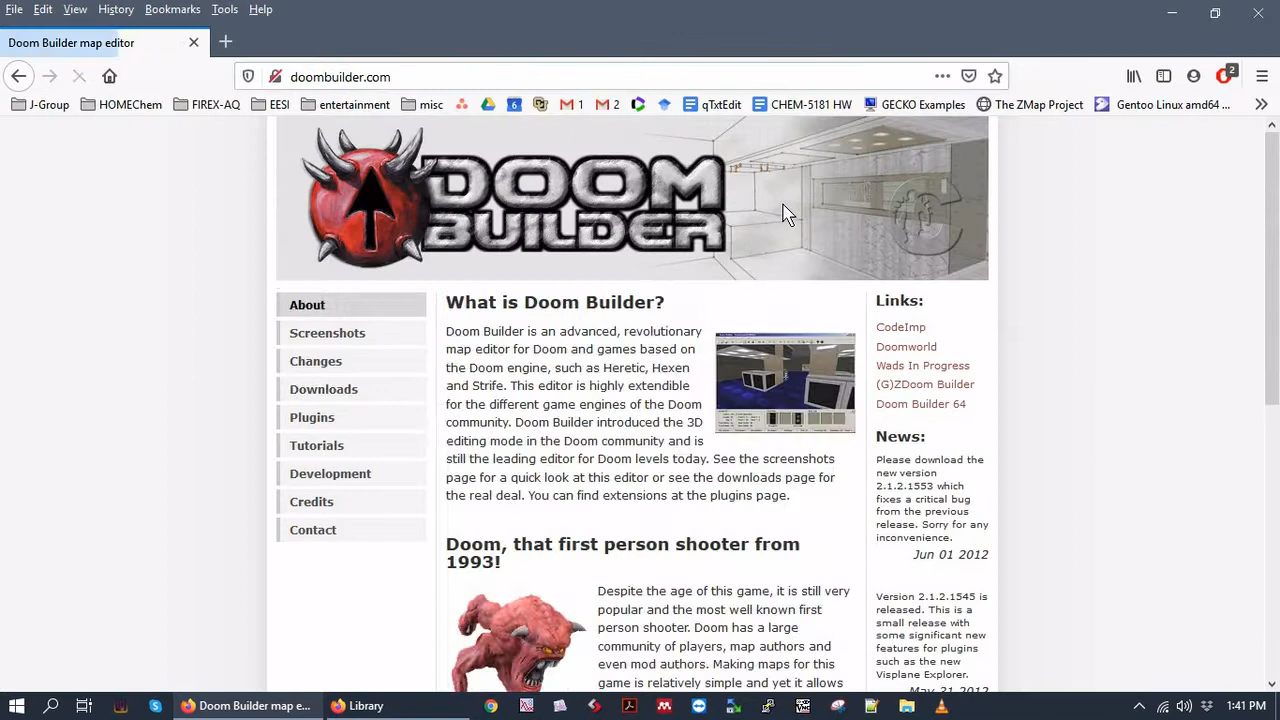 File Edit View History Bookmarks Tools Help
Doom Builder map editor
doombuilder.com
2
J-Group HOMEChem FIREX-AQ EESI entertainment misc 6 1 2 qTxtEdit CHEM-5181 HW GECKO Examples The ZMap Project Gentoo Linux amd64 ...
DOOM
BUILDER
About
Screenshots
Changes
Downloads
Plugins
Tutorials
Development
Credits
Contact
What is Doom Builder?
Doom Builder is an advanced, revolutionary
map editor for Doom and games based on
the Doom engine, such as Heretic, Hexen
and Strife. This editor is highly extendible
for the different game engines of the Doom
community. Doom Builder introduced the 3D
editing mode in the Doom community and is
still the leading editor for Doom levels today. See the screenshots
page for a quick look at this editor or see the downloads page for
the real deal. You can find extensions at the plugins page.
Doom, that first person shooter from
1993!
Despite the age of this game, it is still very
popular and the most well known first
person shooter. Doom has a large
community of players, map authors and
even mod authors. Making maps for this
game is relatively simple and yet it allows
Links:
CodeImp
Doomworld
Wads In Progress
(G)ZDoom Builder
Doom Builder 64
News:
Please download the
new version
2.1.2.1553 which
fixes a critical bug
from the previous
release. Sorry for any
inconvenience.
Jun 01 2012
Version 2.1.2.1545 is
released. This is a
small release with
some significant new
features for plugins
such as the new
Visplane Explorer.
May 31 2012
Doom Builder map e... Library 1:41 PM